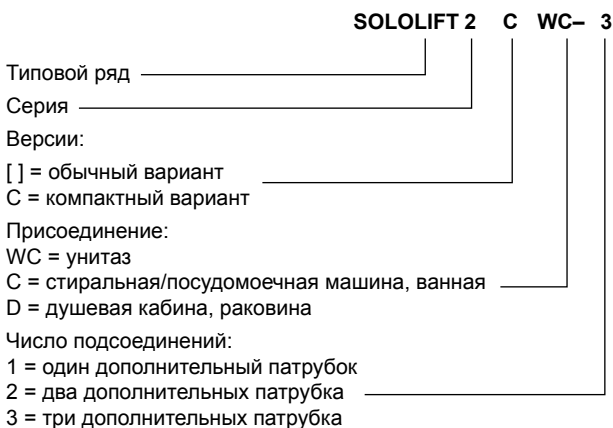 SOLOLIFT 2 C WC– 3
Типовой ряд
Серия
Версии:
[ ] = обычный вариант
C = компактный вариант
Присоединение:
WC = унитаз
C = стиральная/посудомоечная машина, ванная
D = душевая кабина, раковина
Число подсоединений:
1 = один дополнительный патрубок
2 = два дополнительных патрубка
3 = три дополнительных патрубка